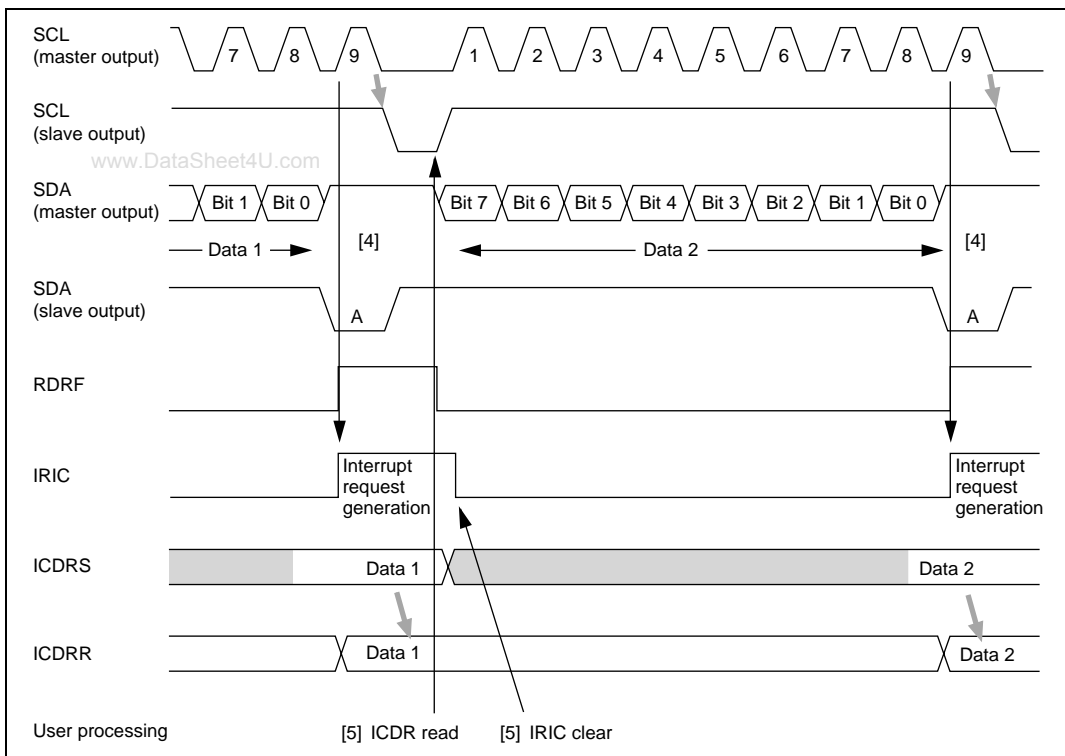 SCL
(master output)
7 8 9 1 2 3 4 5 6 7 8 9
SCL
(slave output)
www.DataSheet4U.com
SDA
(master output)
Bit 1 Bit 0 Bit 7 Bit 6 Bit 5 Bit 4 Bit 3 Bit 2 Bit 1 Bit 0
Data 1 [4] Data 2 [4]
SDA
(slave output)
A A
RDRF
IRIC
Interrupt
request
generation
Interrupt
request
generation
ICDRS
Data 1 Data 2
ICDRR
Data 1 Data 2
User processing
[5] ICDR read [5] IRIC clear